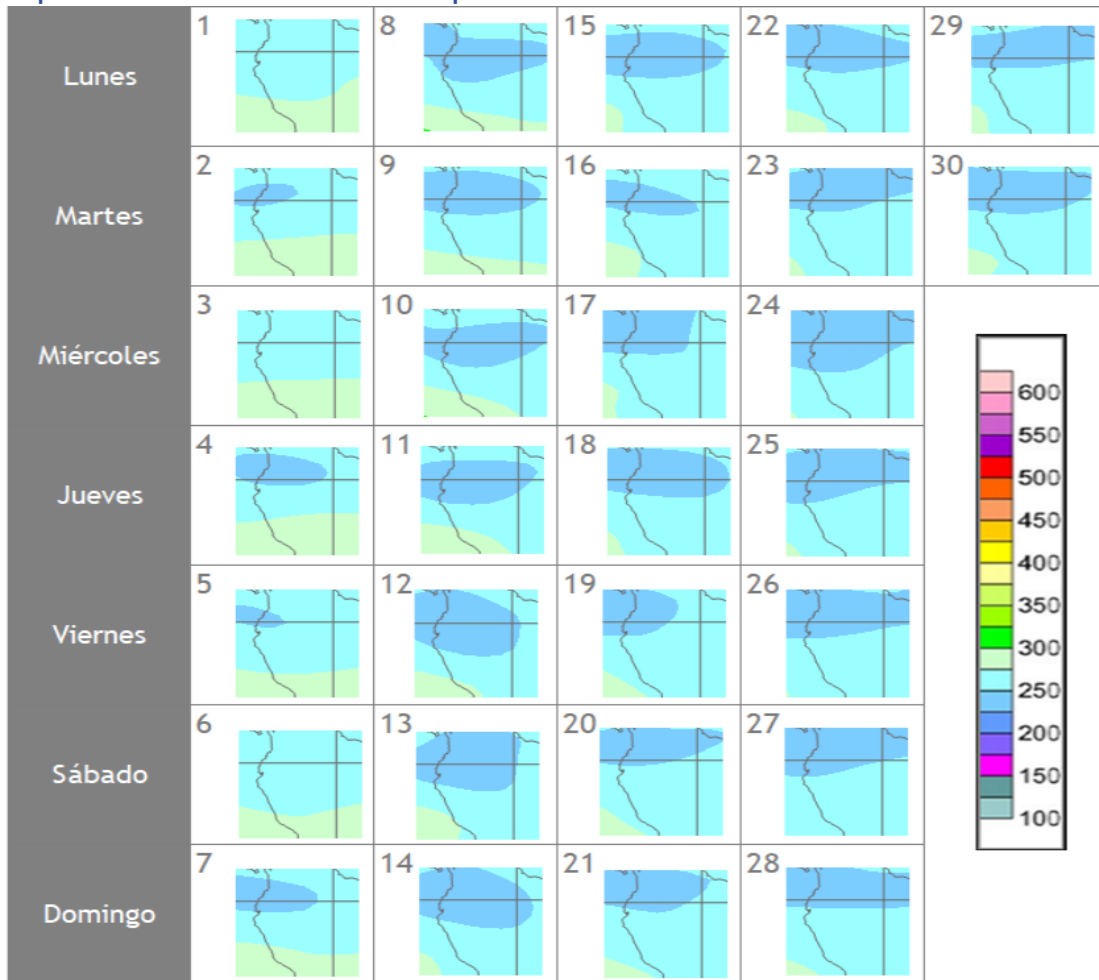 Lunes 1 8 15 22 29
Martes 2 9 16 23 30
Miércoles 3 10 17 24
Jueves 4 11 18 25
Viernes 5 12 19 26
Sábado 6 13 20 27
Domingo 7 14 21 28
600
550
500
450
400
350
300
250
200
150
100